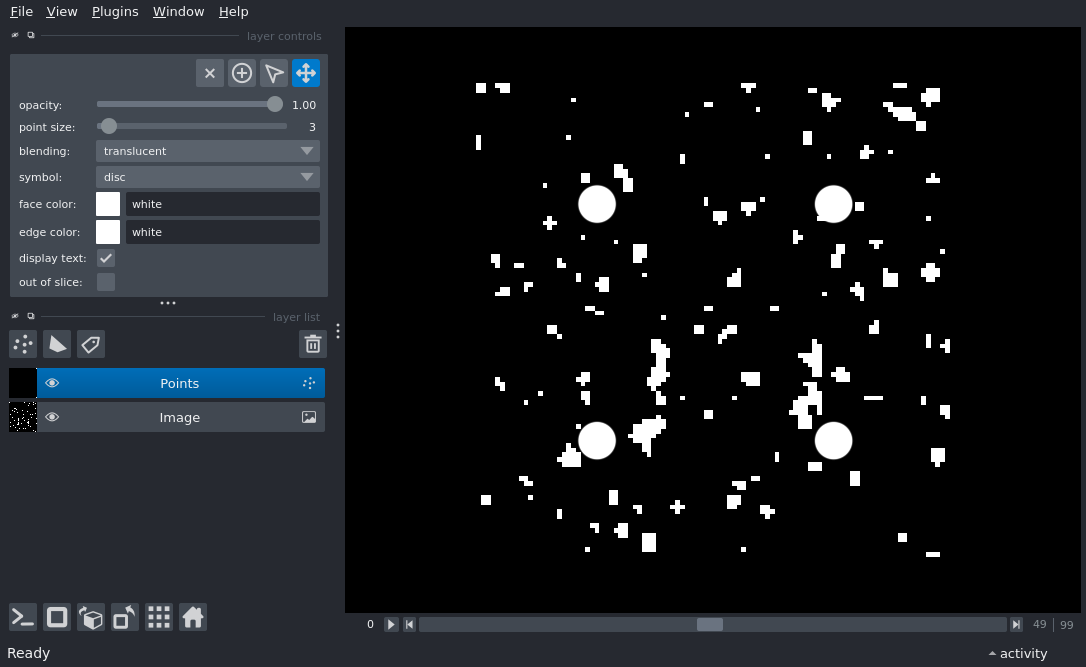 File View Plugins Window Help
layer controls
opacity: 1.00
point size: 3
blending: translucent
symbol: disc
face color: white
edge color: white
display text:
out of slice:
layer list
Points
Image
0 49 | 99
Ready activity